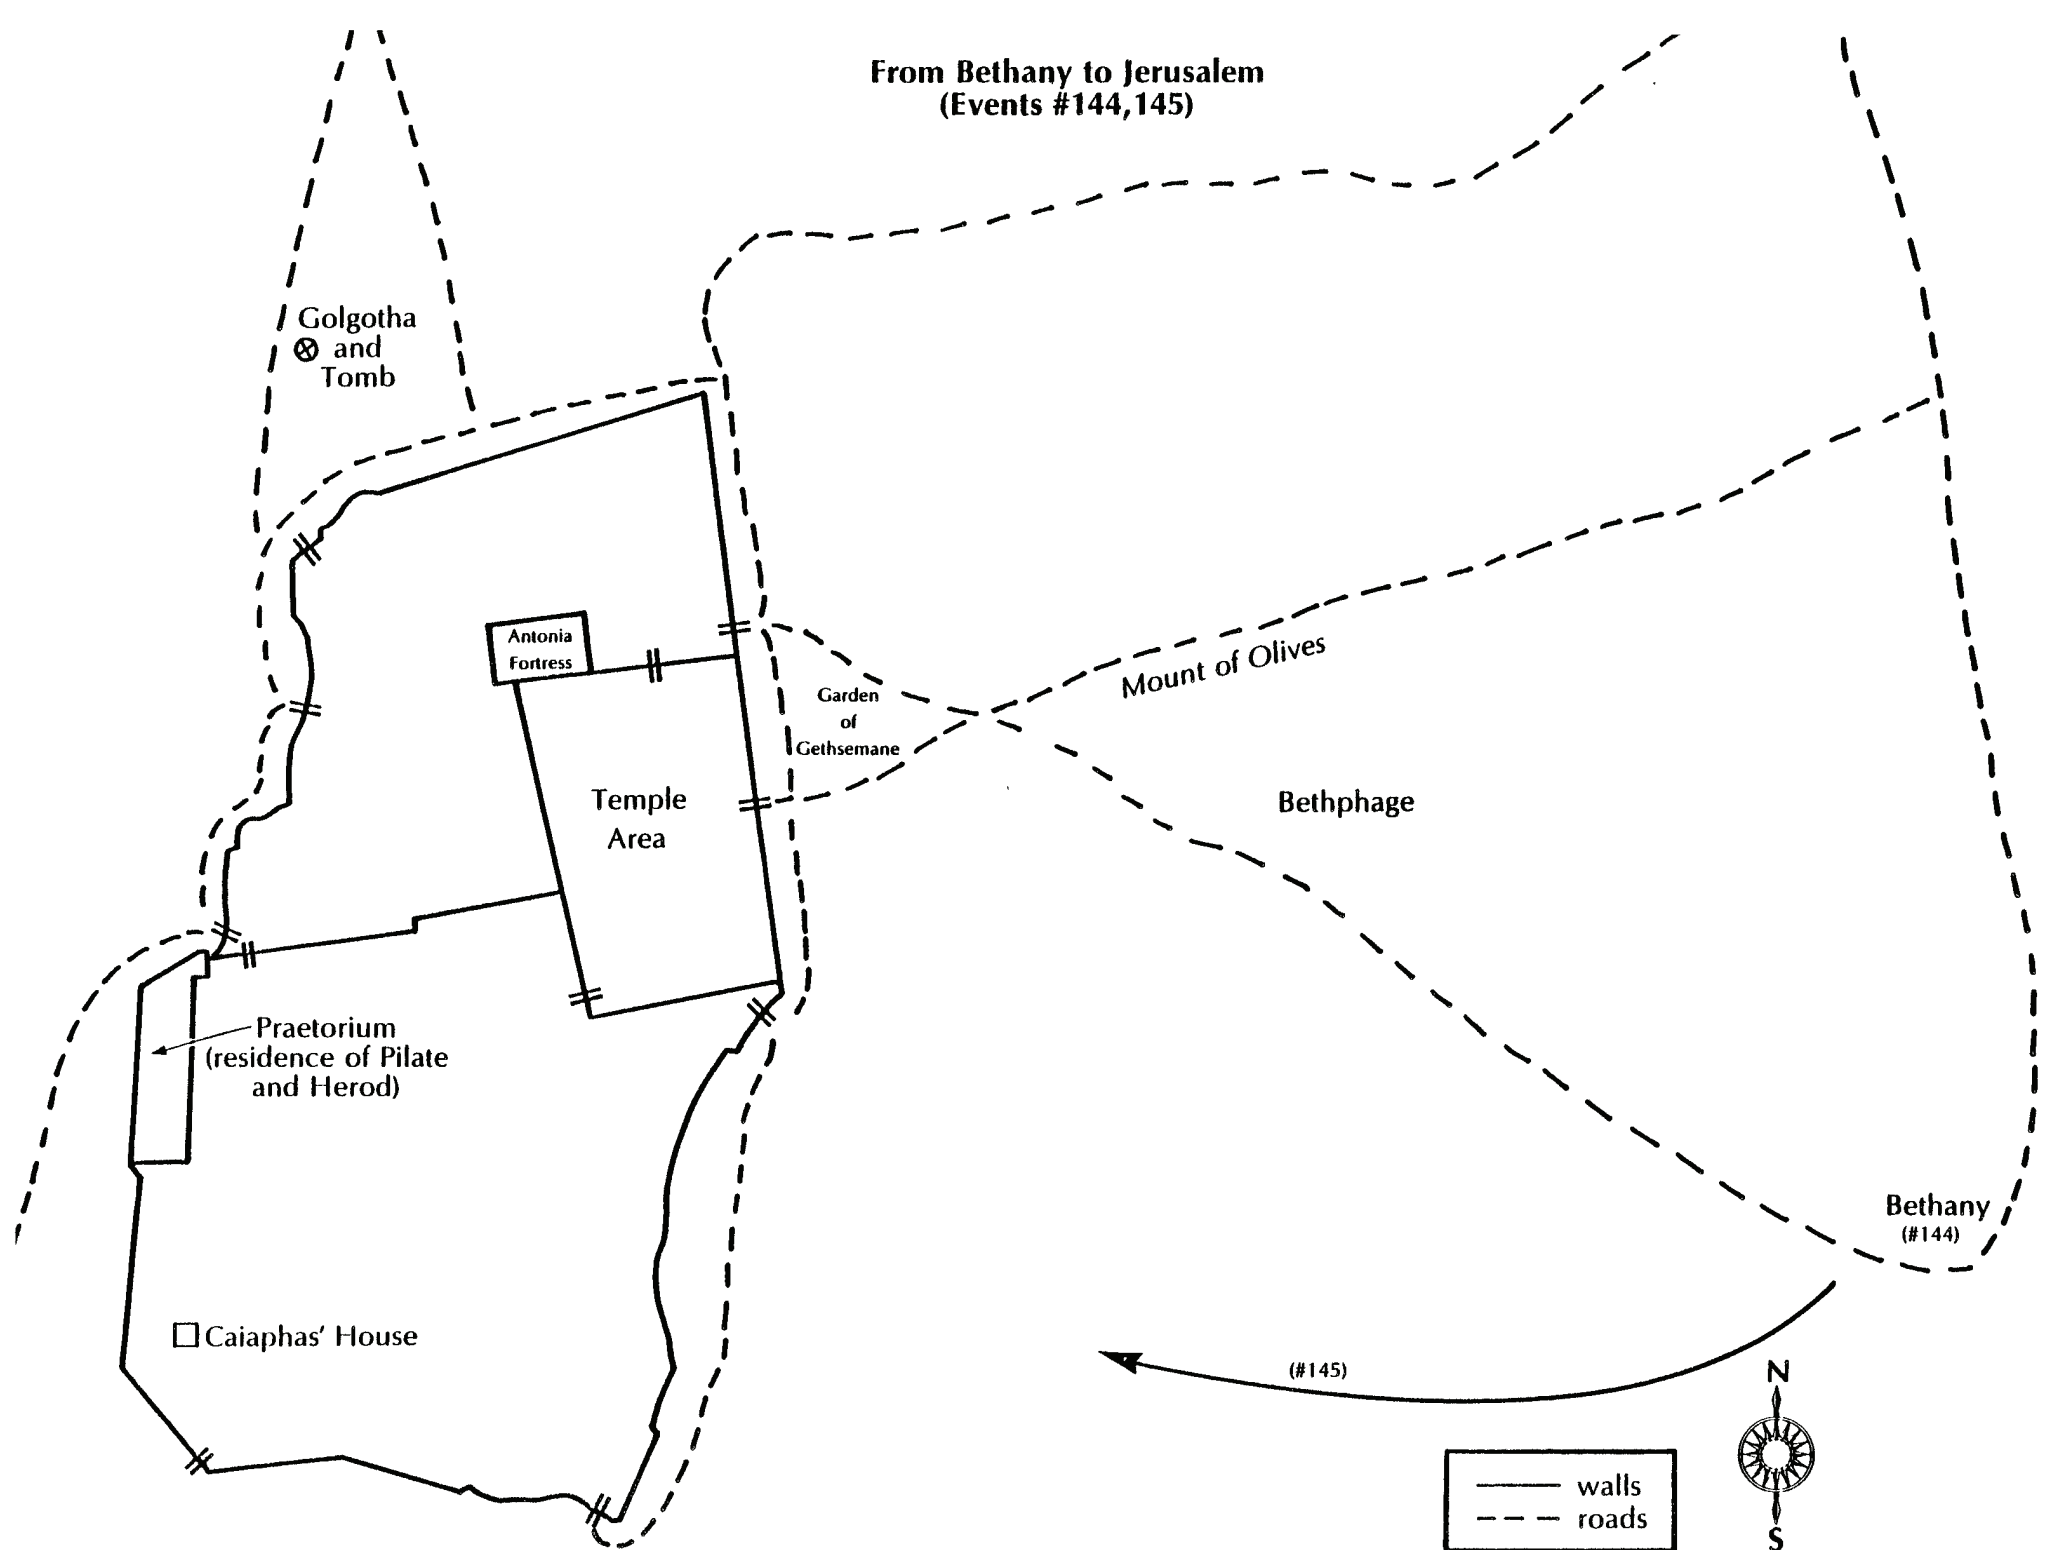 From Bethany to Jerusalem
(Events #144,145)
Golgotha
and
Tomb
Antonia
Fortress
Garden
of
Gethsemane
Mount of Olives
Temple
Area
Bethphage
Praetorium
(residence of Pilate
and Herod)
Bethany
(#144)
Caiaphas' House
(#145)
N
walls
roads
S